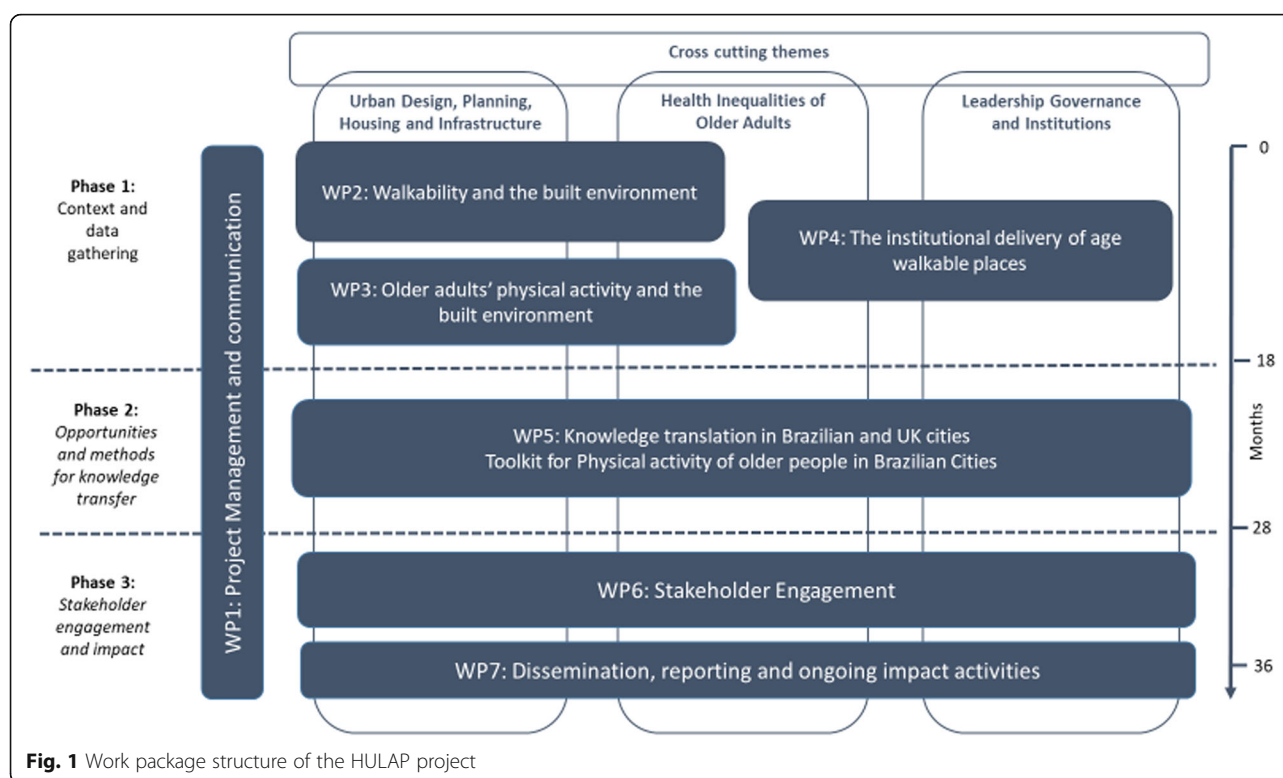 Cross cutting themes
Urban Design, Planning,
Housing and Infrastructure
Health Inequalities of
Older Adults
Leadership Governance
and Institutions
0
Phase 1:
Context and
data
gathering
WP1: Project Management and communication
WP2: Walkability and the built environment
WP4: The institutional delivery of age
walkable places
WP3: Older adults’ physical activity and the
built environment
18
Phase 2:
Opportunities
and methods
for knowledge
transfer
WP5: Knowledge translation in Brazilian and UK cities
Toolkit for Physical activity of older people in Brazilian Cities
Months
28
Phase 3:
Stakeholder
engagement
and impact
WP6: Stakeholder Engagement
WP7: Dissemination, reporting and ongoing impact activities
36
Fig. 1 Work package structure of the HULAP project